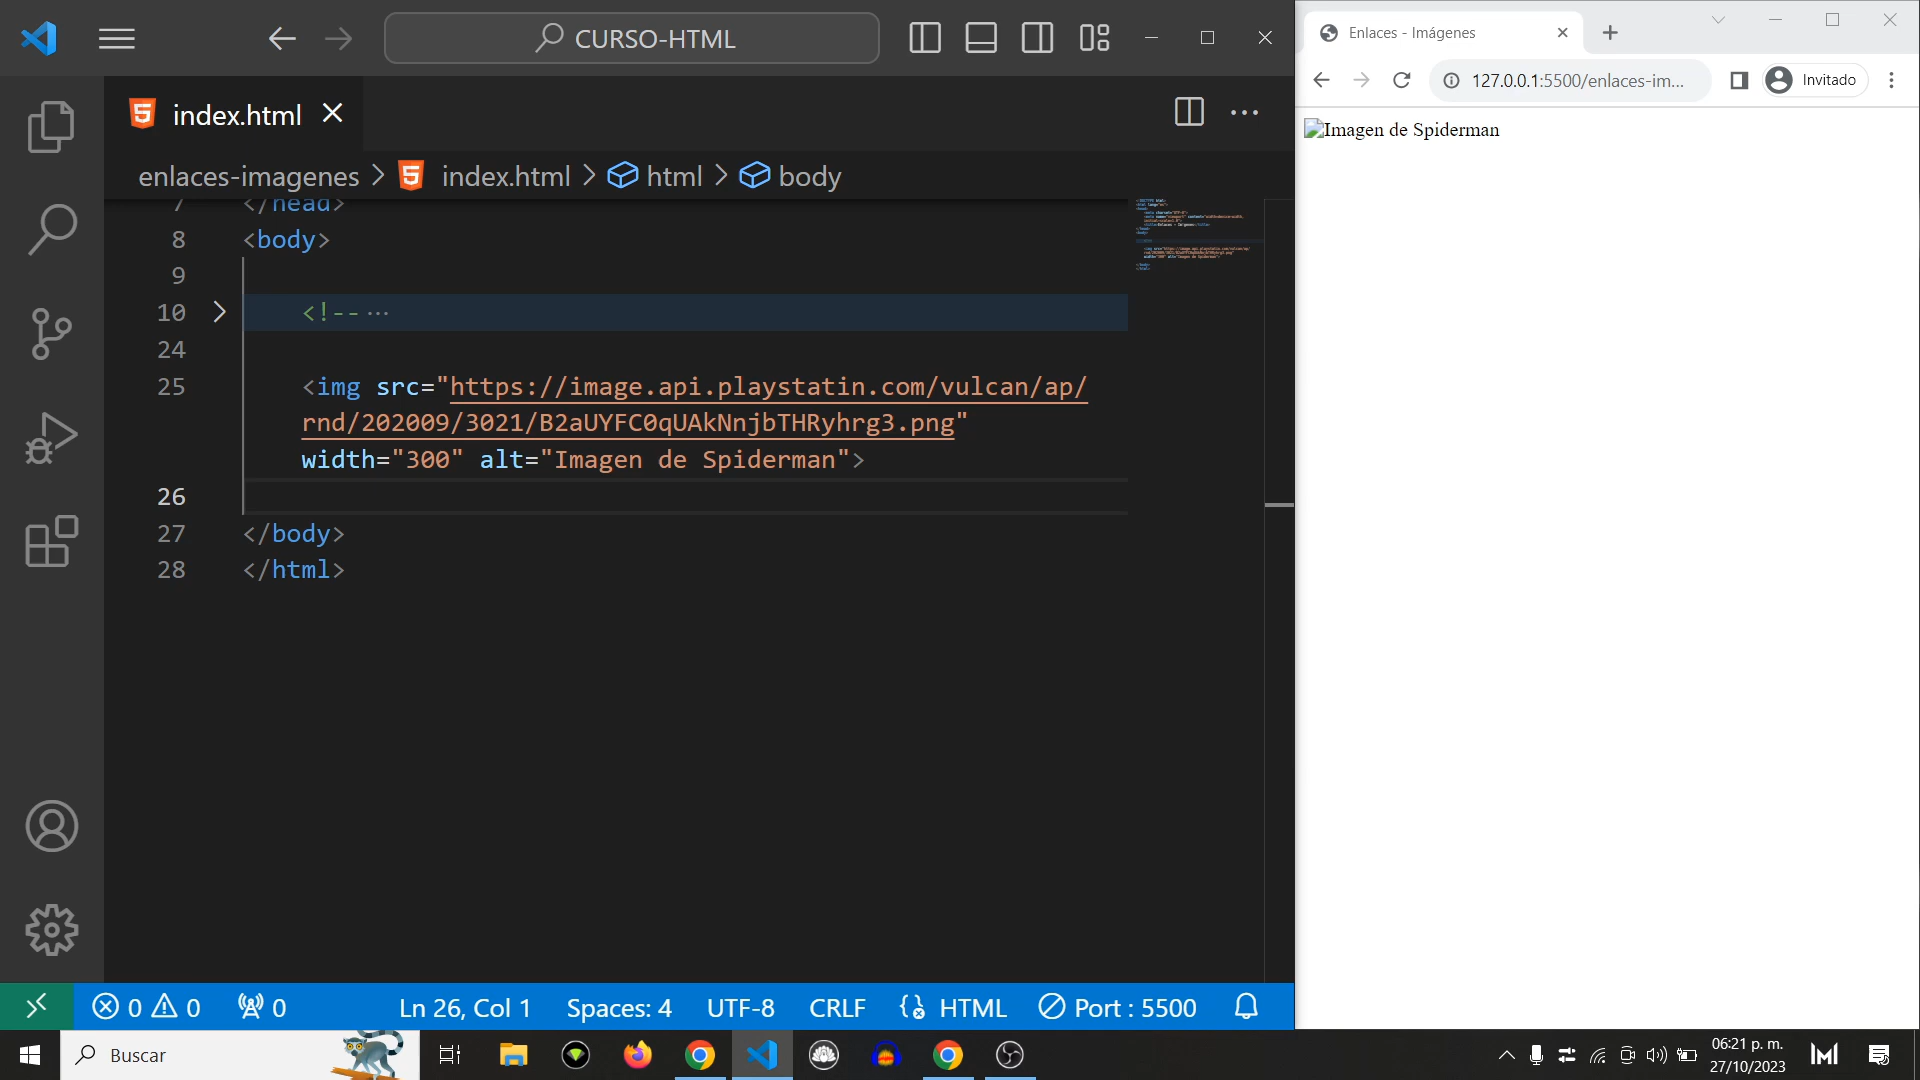 CURSO-HTML
index.html
enlaces-imagenes > index.html > html > body
7 </head>
8 <body>
9
10 <!-- ...
24
25 <img src="https://image.api.playstatin.com/vulcan/ap/
rnd/202009/3021/B2aUYFC0qUAkNnjbTHRyhrg3.png"
width="300" alt="Imagen de Spiderman">
26
27 </body>
28 </html>
0 0 0 Ln 26, Col 1 Spaces: 4 UTF-8 CRLF HTML Port : 5500
Enlaces - Imágenes
127.0.0.1:5500/enlaces-im... Invitado
Imagen de Spiderman
Buscar
06:21 p. m.
27/10/2023